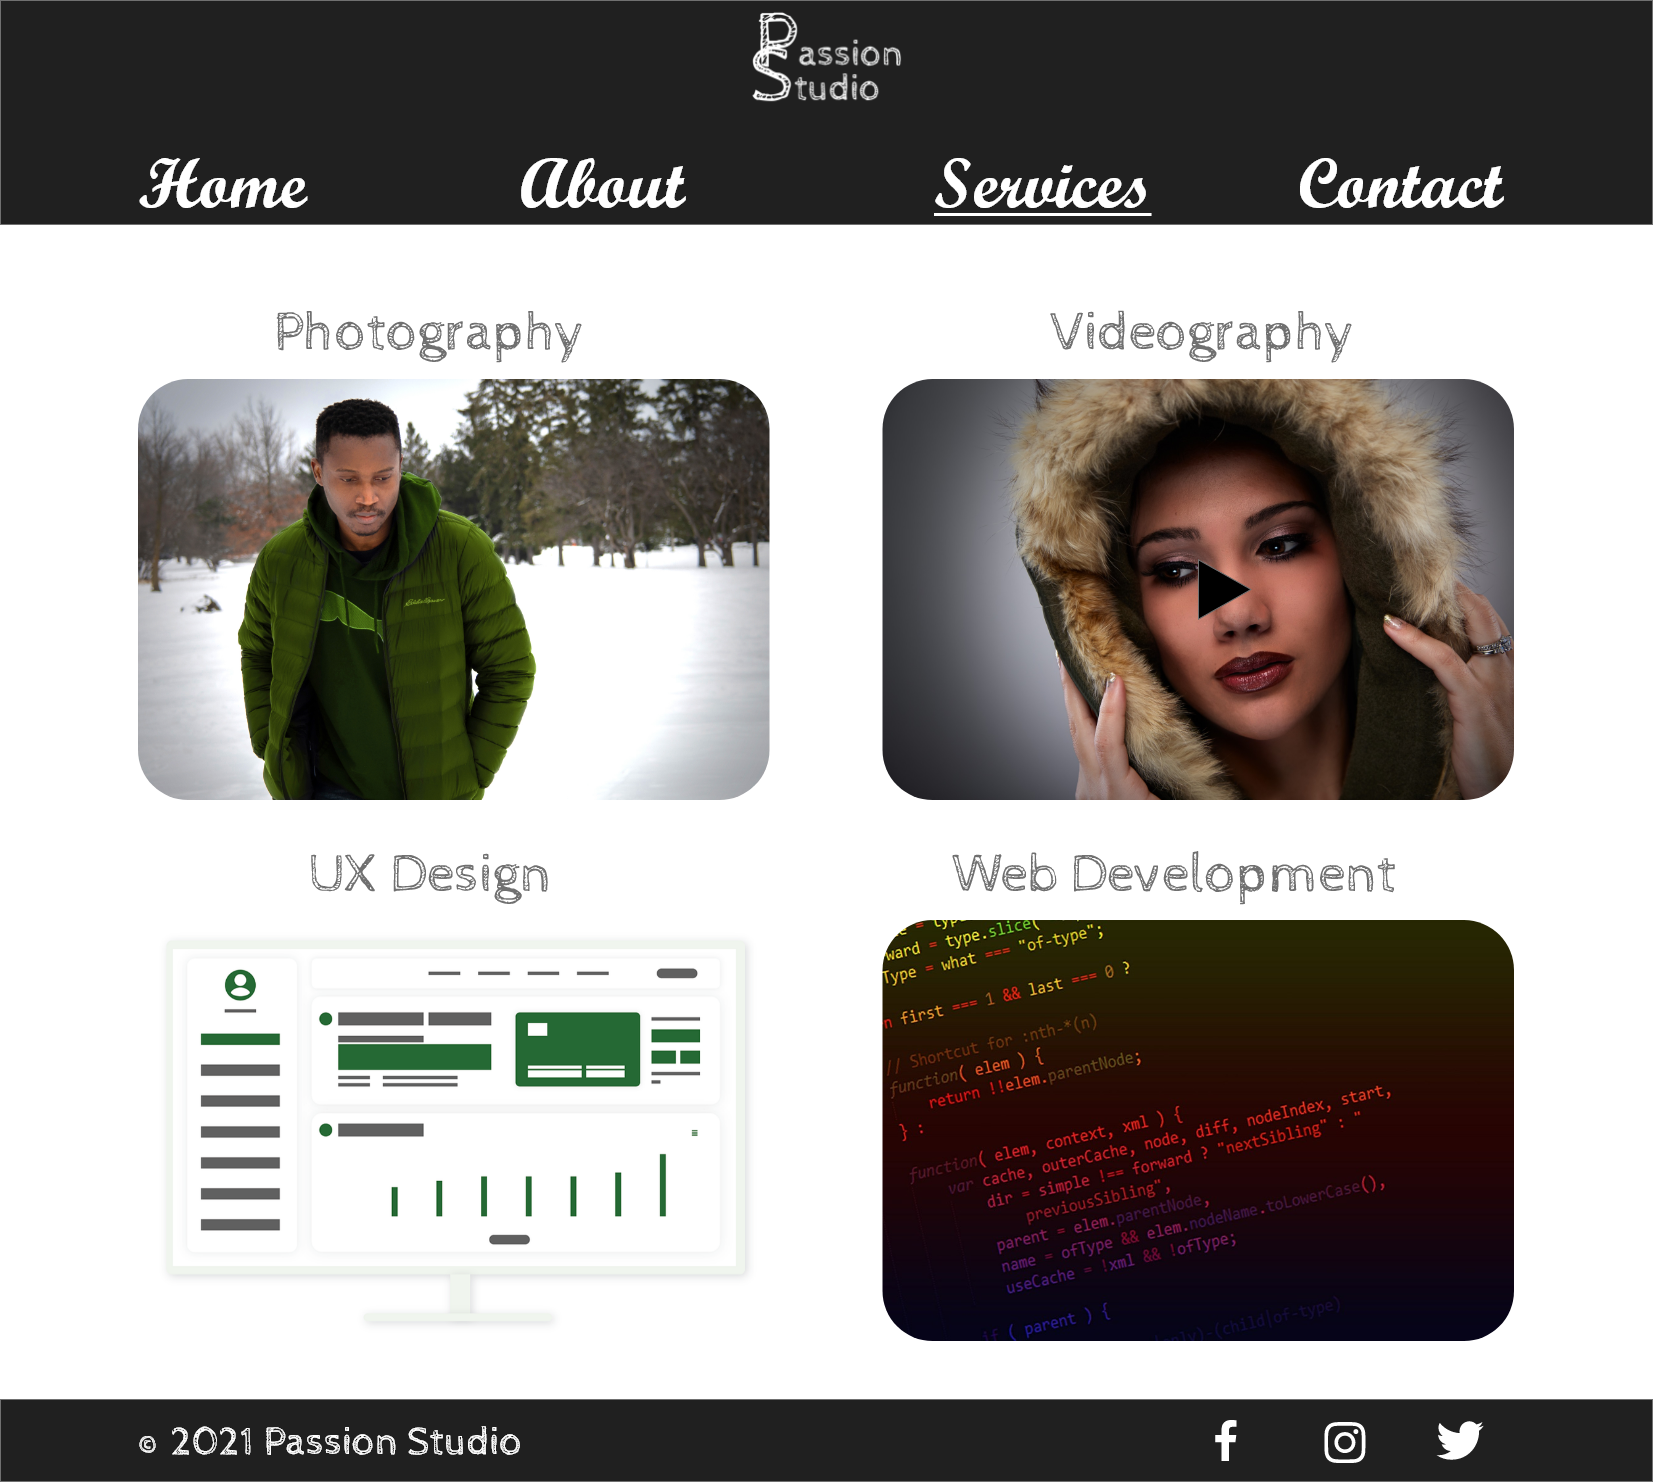 Passion
Studio
Home About Services Contact
Photography
Videography
UX Design
Web Development
ward = type.slice(
Type = what === "of-type";
first === 1 && last === 0 ?
// Shortcut for :nth-*(n)
function( elem ) {
return !!elem.parentNode;
} :
function( elem, context, xml ) {
var cache, outerCache, node, diff, nodeIndex, start,
dir = simple !== forward ? "nextSibling" : "
previousSibling",
parent = elem.parentNode,
name = ofType && elem.nodeName.toLowerCase(),
useCache = !xml && !ofType;
if ( parent ) {
(child|of-type)
© 2021 Passion Studio